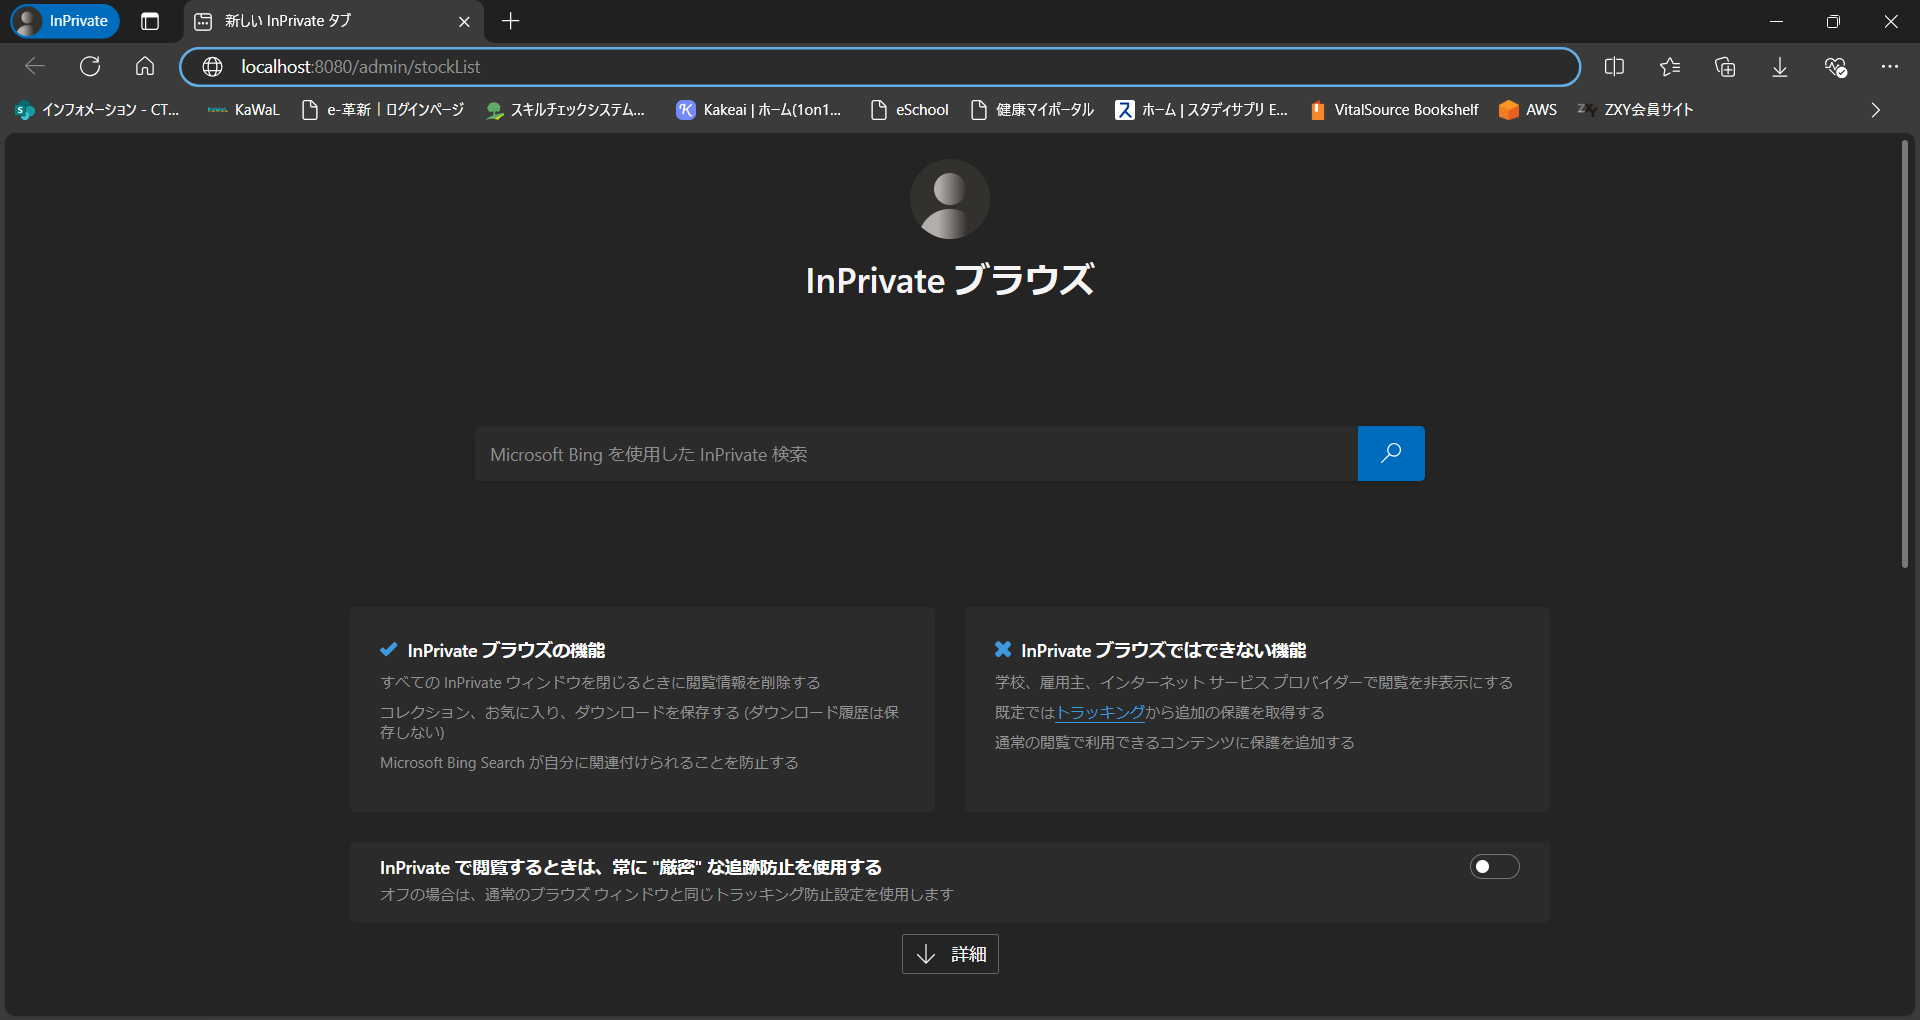 InPrivate
新しい InPrivate タブ
localhost:8080/admin/stockList
インフォメーション - CT...
KaWaL
KaWaL
e-革新 | ログインページ
スキルチェックシステム...
Kakeai | ホーム(1on1...
eSchool
健康マイポータル
ホーム | スタディサプリ E...
VitalSource Bookshelf
AWS
ZXY
ZXY会員サイト
InPrivate ブラウズ
Microsoft Bing を使用した InPrivate 検索
InPrivate ブラウズの機能
すべての InPrivate ウィンドウを閉じるときに閲覧情報を削除する
コレクション、お気に入り、ダウンロードを保存する (ダウンロード履歴は保
存しない)
Microsoft Bing Search が自分に関連付けられることを防止する
InPrivate ブラウズではできない機能
学校、雇用主、インターネット サービス プロバイダーで閲覧を非表示にする
既定ではトラッキングから追加の保護を取得する
通常の閲覧で利用できるコンテンツに保護を追加する
InPrivate で閲覧するときは、常に "厳密" な追跡防止を使用する
オフの場合は、通常のブラウズ ウィンドウと同じトラッキング防止設定を使用します
詳細